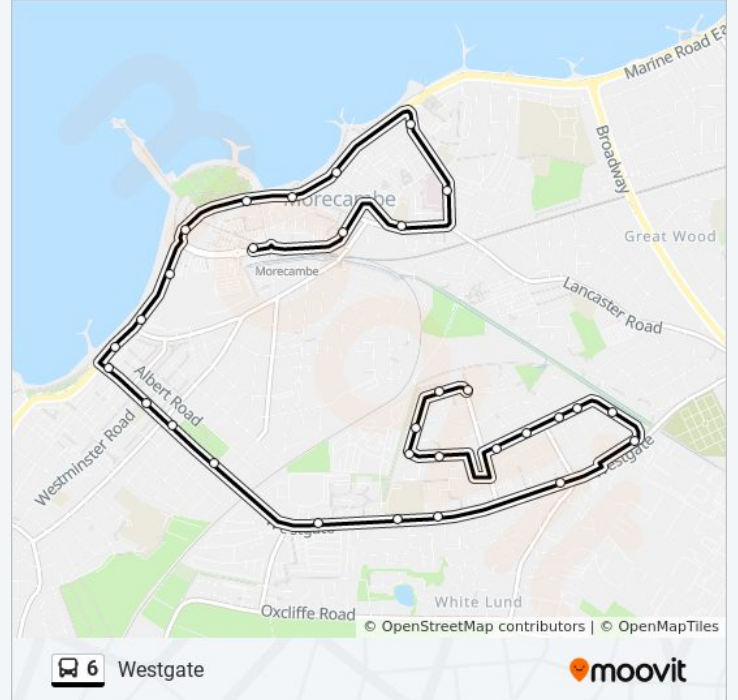 Marine Road Ea
Broadway
Morecambe
Great Wood
Morecambe
Lancaster Road
Albert Road
Westminster Road
Westgate
Westgate
White Lund
Oxcliffe Road
© OpenStreetMap contributors | © OpenMapTiles
6 Westgate
moovit